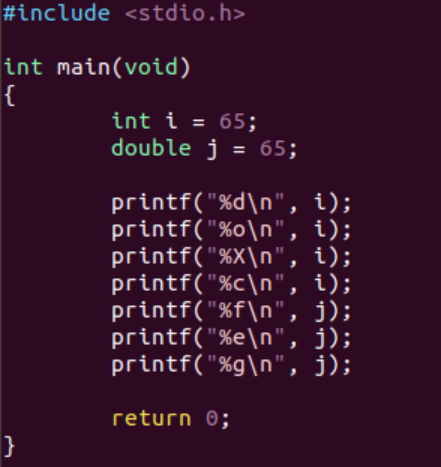 #include <stdio.h>
int main(void)
{
int i = 65;
double j = 65;
printf("%d\n", i);
printf("%o\n", i);
printf("%X\n", i);
printf("%c\n", i);
printf("%f\n", j);
printf("%e\n", j);
printf("%g\n", j);
return 0;
}